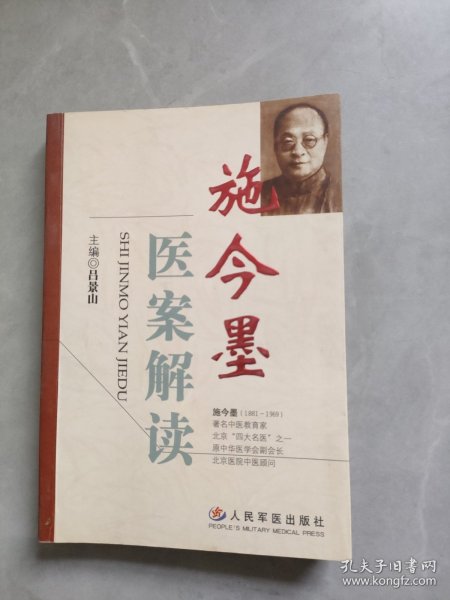 施今墨
医案解读
SHI JINMO YIAN JIEDU
主编◎吕景山
施今墨(1881-1969)
著名中医教育家
北京“四大名医”之一
原中华医学会副会长
北京医院中医顾问
人民军医出版社
PEOPLE'S MILITARY MEDICAL PRESS
孔夫子旧书网
www.kongfz.com